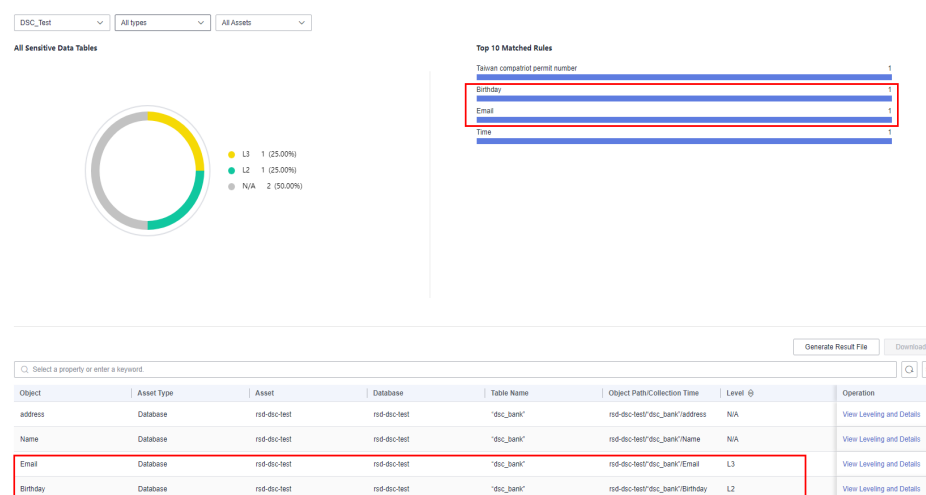 DSC_Test
All types
All Assets
All Sensitive Data Tables
Top 10 Matched Rules
Taiwan compatriot permit number 1
Birthday 1
Email 1
Time 1
L3 1 (25.00%)
L2 1 (25.00%)
N/A 2 (50.00%)
Generate Result File Download
Select a property or enter a keyword.
Object Asset Type Asset Database Table Name Object Path/Collection Time Level Operation
address Database rsd-dsc-test rsd-dsc-test "dsc_bank" rsd-dsc-test/"dsc_bank"/address N/A View Leveling and Details
Name Database rsd-dsc-test rsd-dsc-test "dsc_bank" rsd-dsc-test/"dsc_bank"/Name N/A View Leveling and Details
Email Database rsd-dsc-test rsd-dsc-test "dsc_bank" rsd-dsc-test/"dsc_bank"/Email L3 View Leveling and Details
Birthday Database rsd-dsc-test rsd-dsc-test "dsc_bank" rsd-dsc-test/"dsc_bank"/Birthday L2 View Leveling and Details